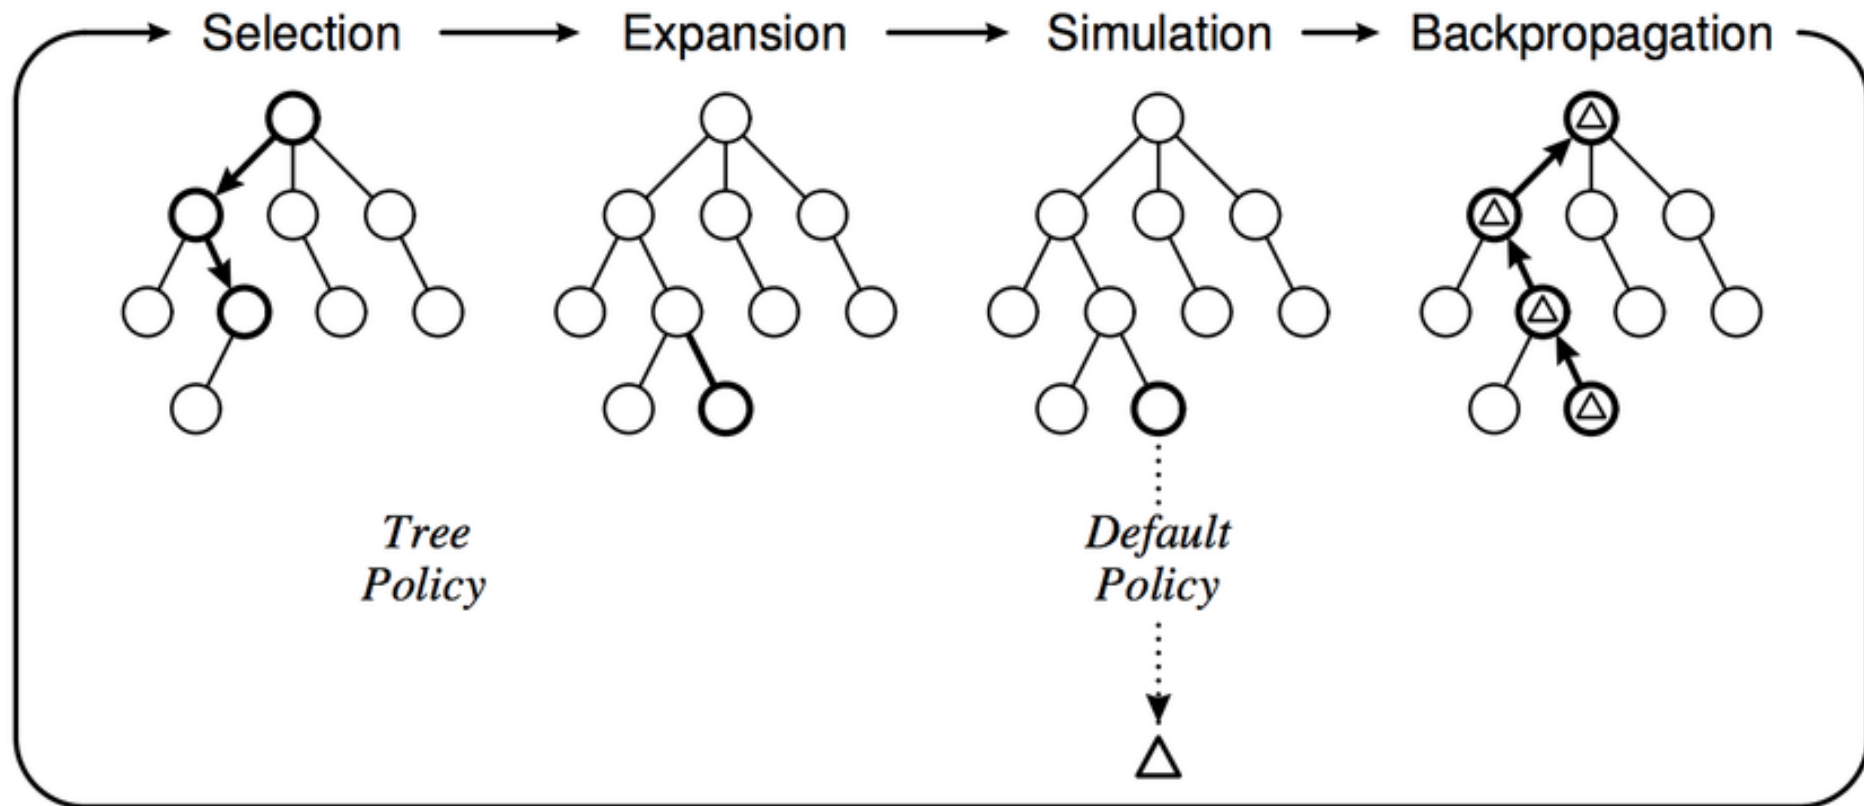 Selection
Expansion
Simulation
Backpropagation
Tree
Policy
Default
Policy